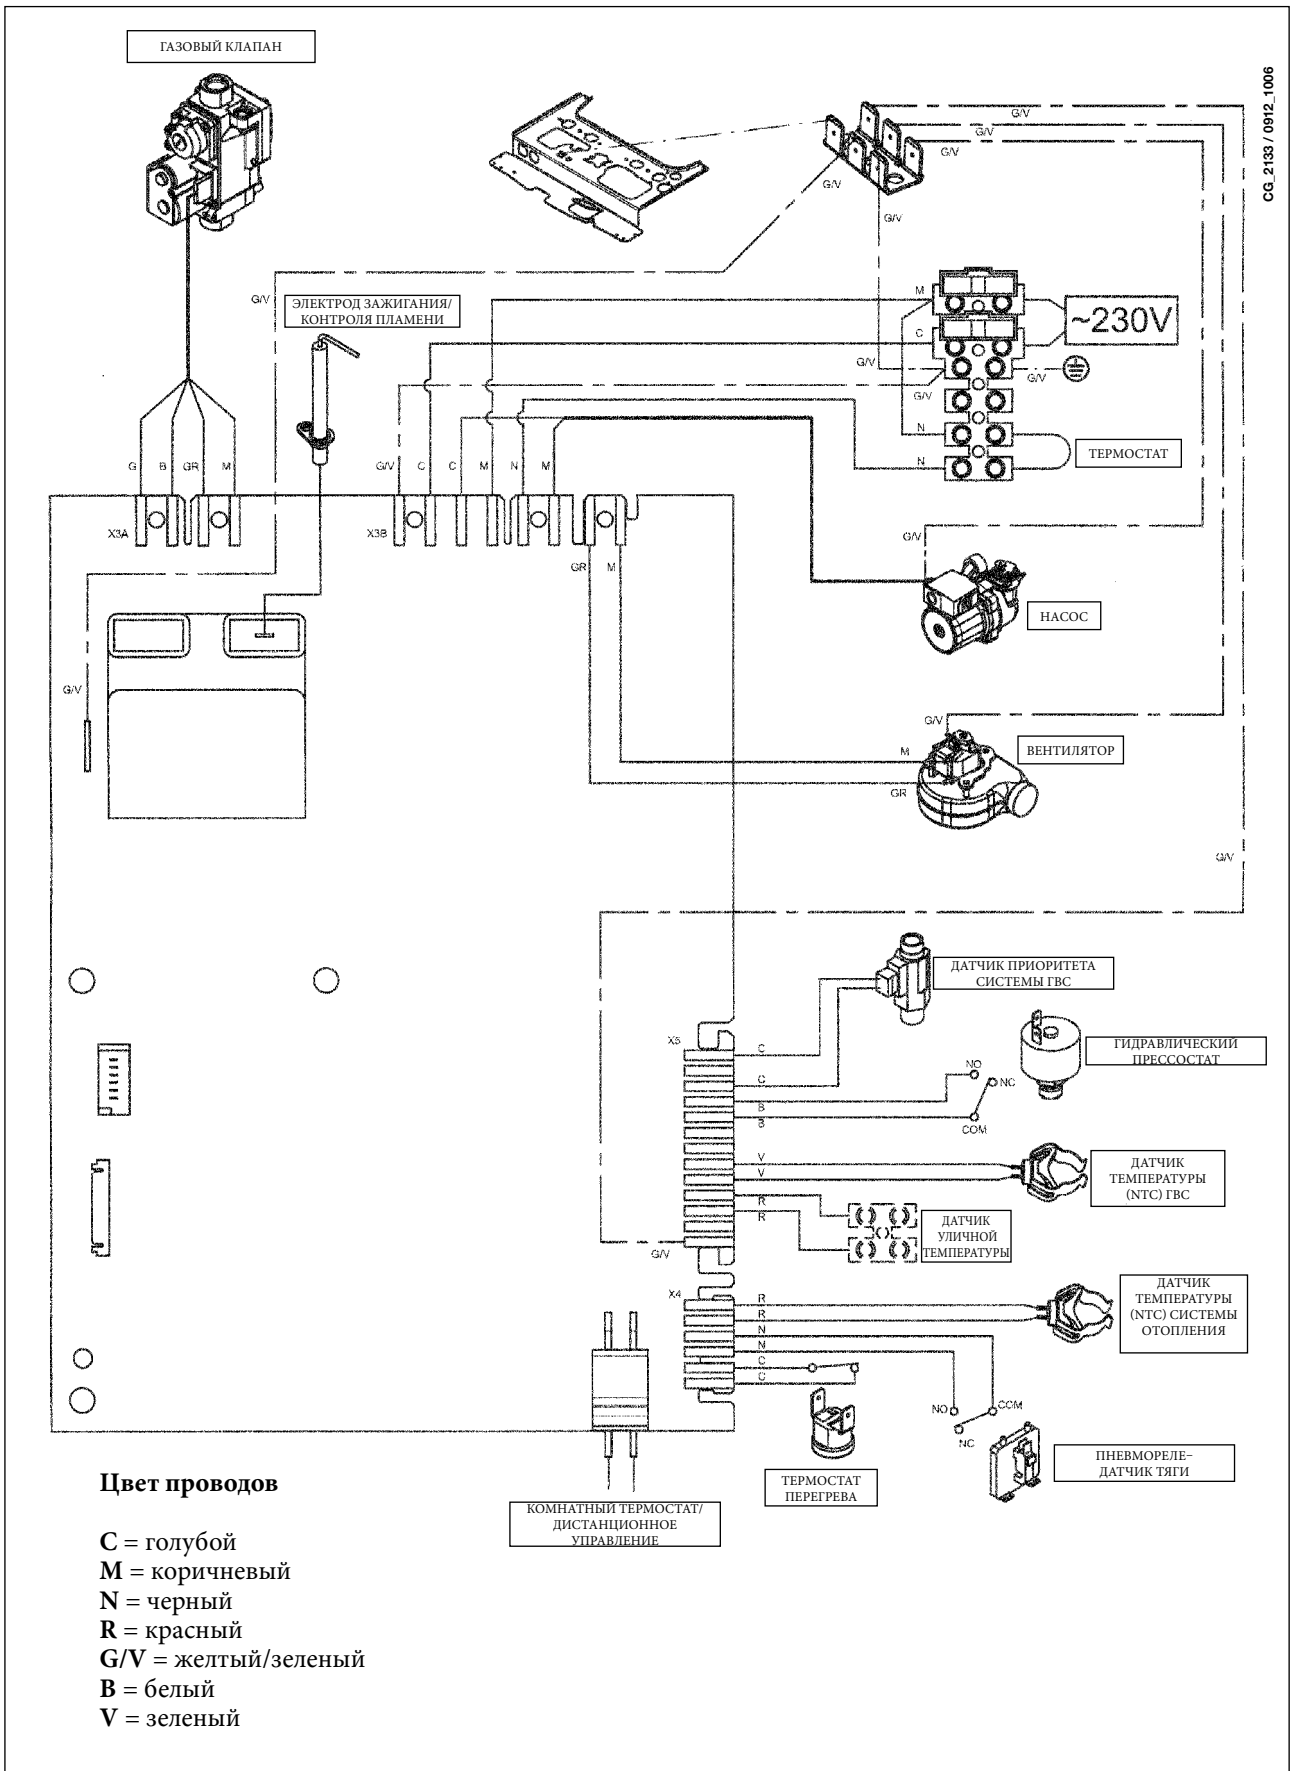 ГАЗОВЫЙ КЛАПАН
CG_2133 / 0912_1006
G/V
G/V
G/V
G/V
G/V
G/V
ЭЛЕКТРОД ЗАЖИГАНИЯ/
КОНТРОЛЯ ПЛАМЕНИ
M
~230V
C
G/V
G/V
G/V
N
ТЕРМОСТАТ
N
G
B
GR
M
G/V
C
C
M
N
M
X3A
X3B
G/V
GR
M
НАСОС
G/V
G/V
M
ВЕНТИЛЯТОР
GR
G/V
ДАТЧИК ПРИОРИТЕТА
СИСТЕМЫ ГВС
X5
C
ГИДРАВЛИЧЕСКИЙ
ПРЕССОСТАТ
NO
C
NC
B
B
COM
V
V
ДАТЧИК
ТЕМПЕРАТУРЫ
(NTC) ГВС
R
R
ДАТЧИК
УЛИЧНОЙ
ТЕМПЕРАТУРЫ
G/V
X4
R
R
N
N
C
C
ДАТЧИК
ТЕМПЕРАТУРЫ
(NTC) СИСТЕМЫ
ОТОПЛЕНИЯ
NO
COM
NC
ПНЕВМОРЕЛЕ-
ДАТЧИК ТЯГИ
ТЕРМОСТАТ
ПЕРЕГРЕВА
КОМНАТНЫЙ ТЕРМОСТАТ/
ДИСТАНЦИОННОЕ
УПРАВЛЕНИЕ
Цвет проводов
C = голубой
M = коричневый
N = черный
R = красный
G/V = желтый/зеленый
B = белый
V = зеленый